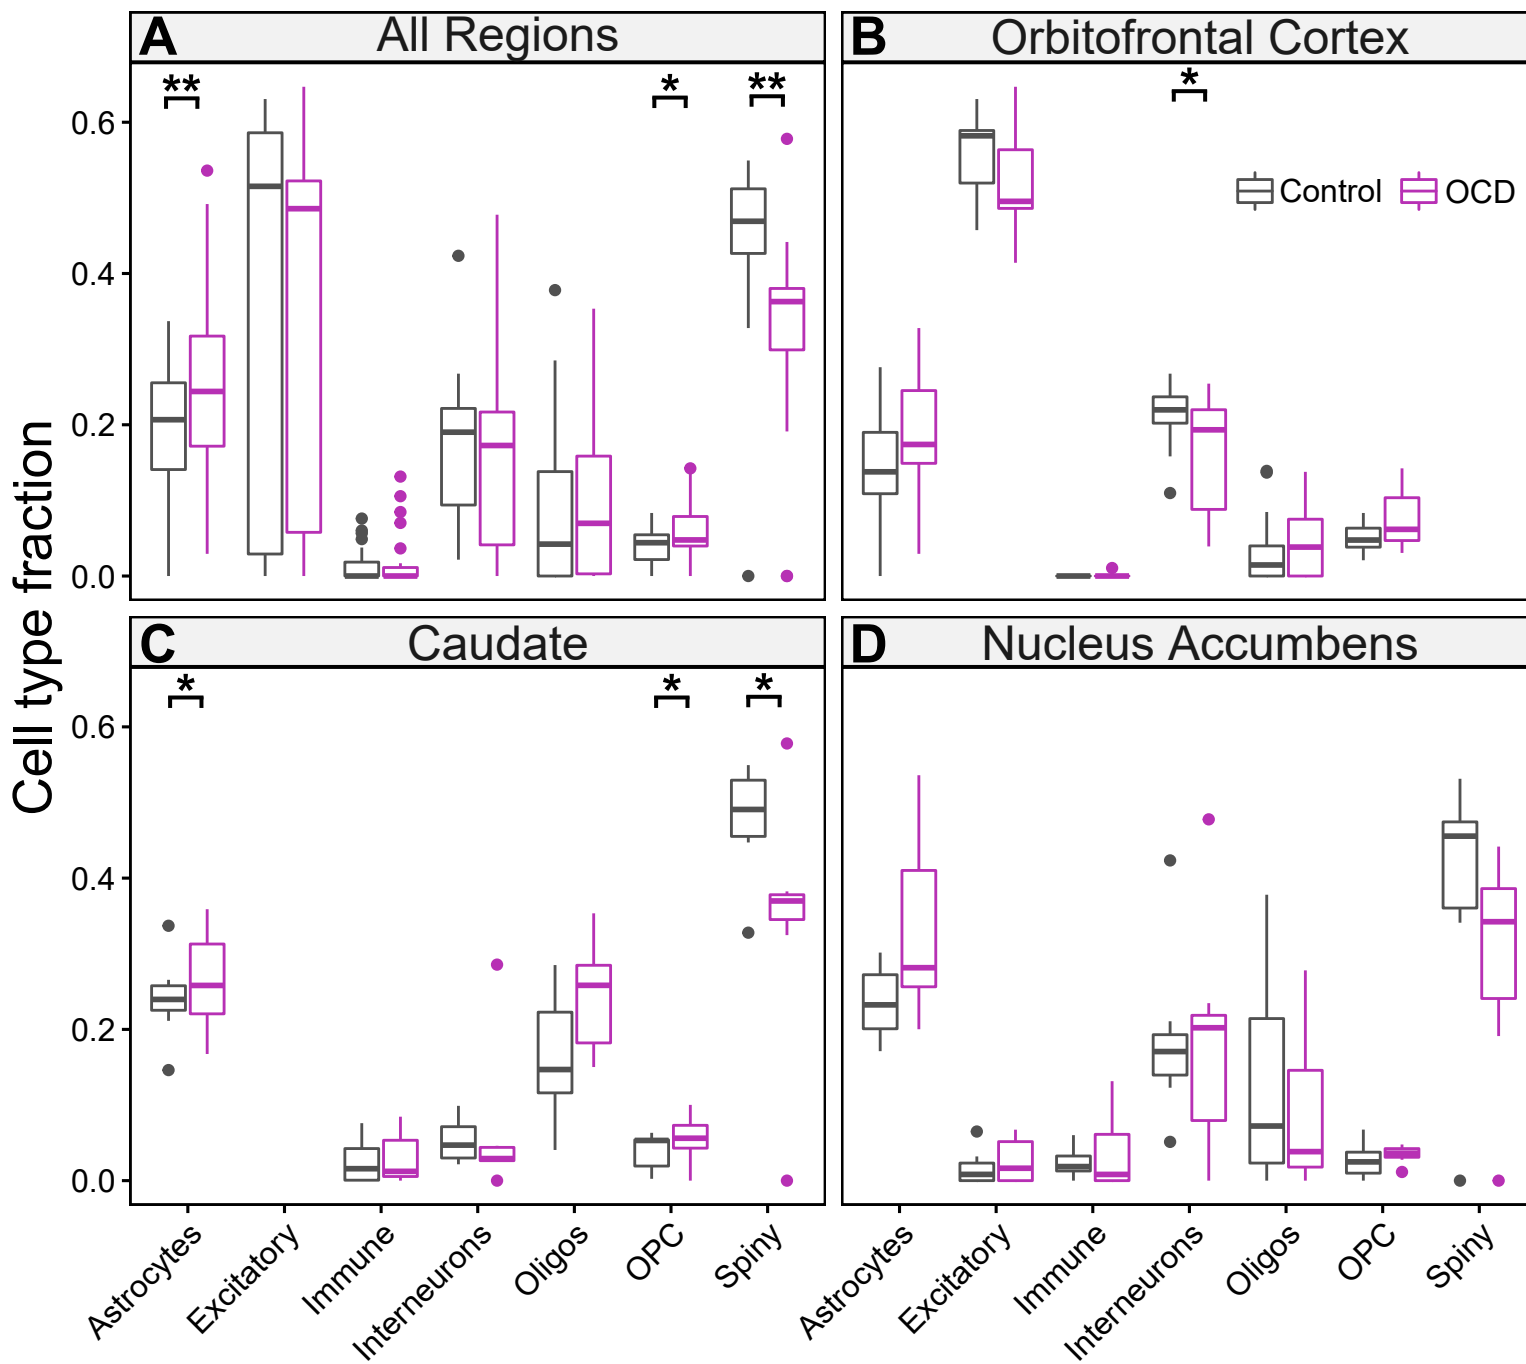 A All Regions
B Orbitofrontal Cortex
** * **
*
Control OCD
0.6
0.4
0.2
0.0
Cell type fraction
C Caudate
D Nucleus Accumbens
* * *
0.6
0.4
0.2
0.0
Astrocytes Excitatory Immune Interneurons Oligos OPC Spiny
Astrocytes Excitatory Immune Interneurons Oligos OPC Spiny